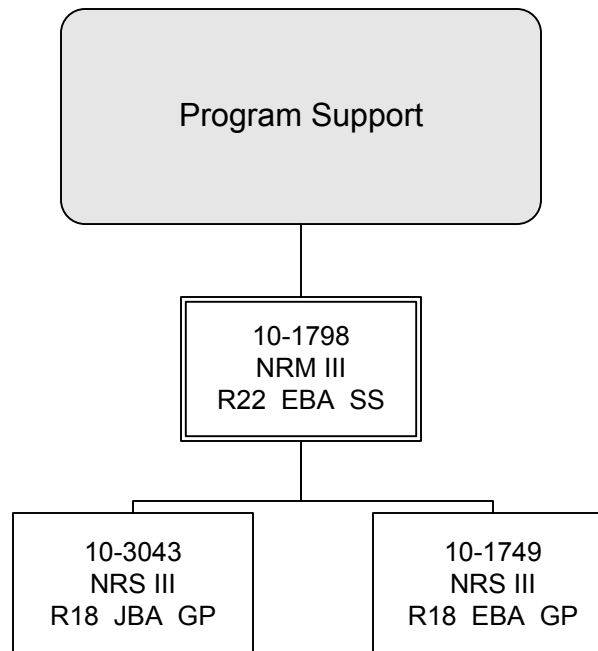 Program Support
10-1798
NRM III
R22 EBA SS
10-3043
NRS III
R18 JBA GP
10-1749
NRS III
R18 EBA GP